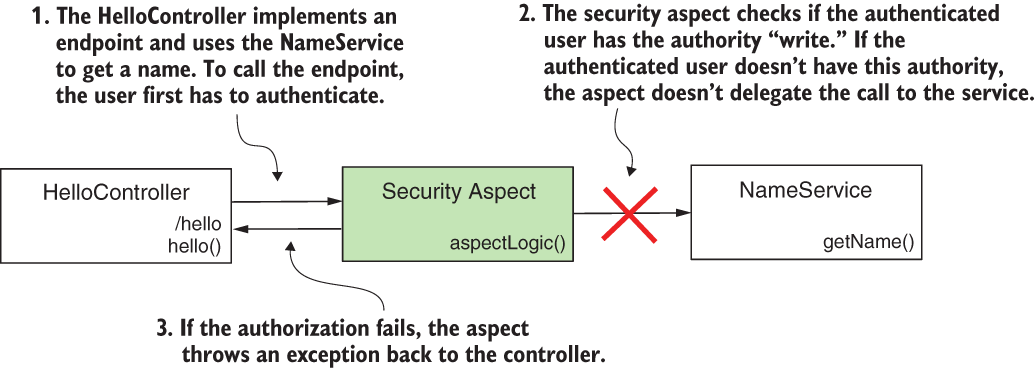 1. The HelloController implements an
endpoint and uses the NameService
to get a name. To call the endpoint,
the user first has to authenticate.
2. The security aspect checks if the authenticated
user has the authority “write.” If the
authenticated user doesn’t have this authority,
the aspect doesn’t delegate the call to the service.
HelloController
/hello
hello()
Security Aspect
aspectLogic()
NameService
getName()
3. If the authorization fails, the aspect
throws an exception back to the controller.